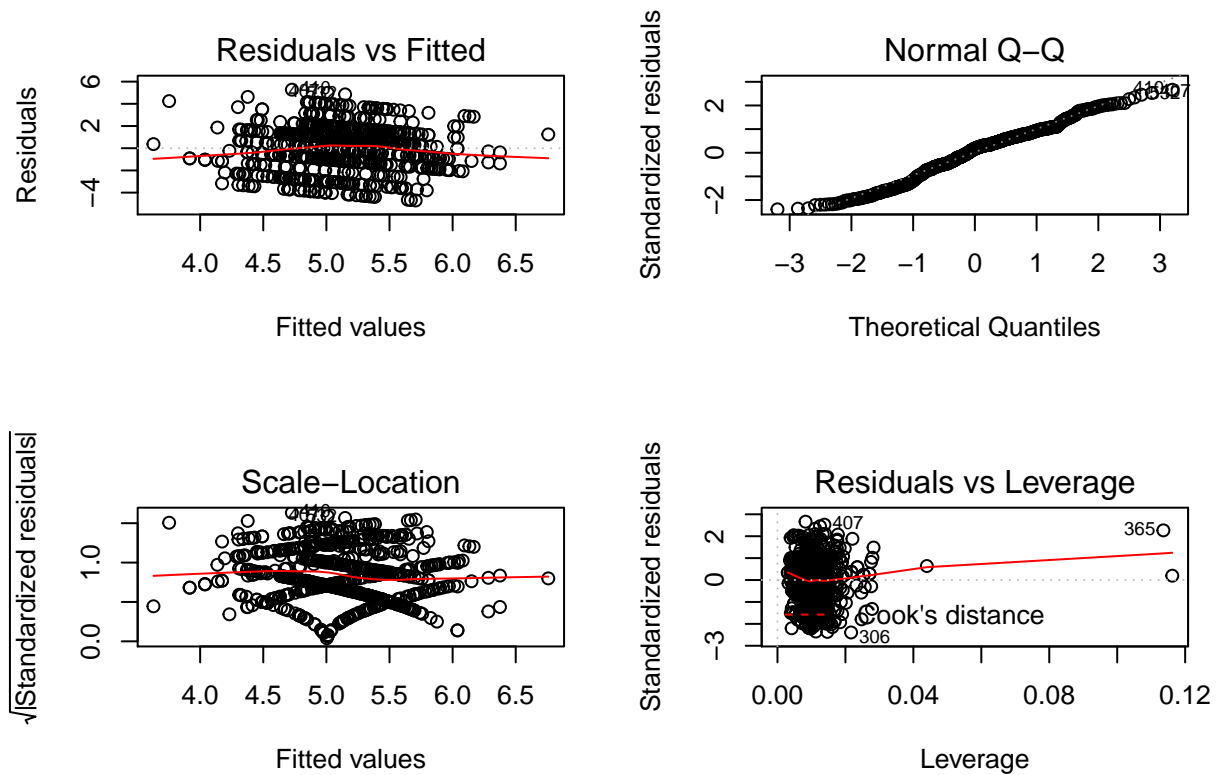 Residuals vs Fitted
Residuals
6
2
−4
4.0 4.5 5.0 5.5 6.0 6.5
Fitted values
Normal Q−Q
Standardized residuals
2
0
−2
−3 −2 −1 0 1 2 3
Theoretical Quantiles
Scale−Location
√|Standardized residuals|
1.0
0.0
4.0 4.5 5.0 5.5 6.0 6.5
Fitted values
Residuals vs Leverage
Standardized residuals
2
0
−3
407
365
Cook's distance
306
0.00 0.04 0.08 0.12
Leverage